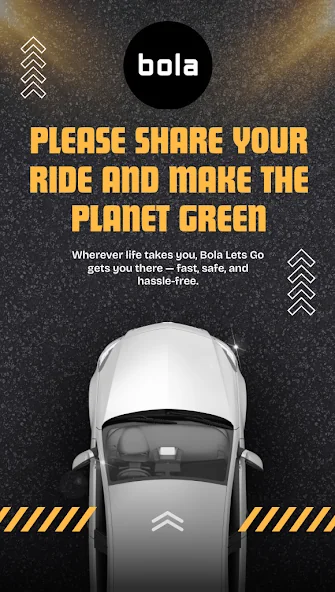 bola
PLEASE SHARE YOUR
RIDE AND MAKE THE
PLANET GREEN
Wherever life takes you, Bola Lets Go
gets you there — fast, safe, and
hassle-free.